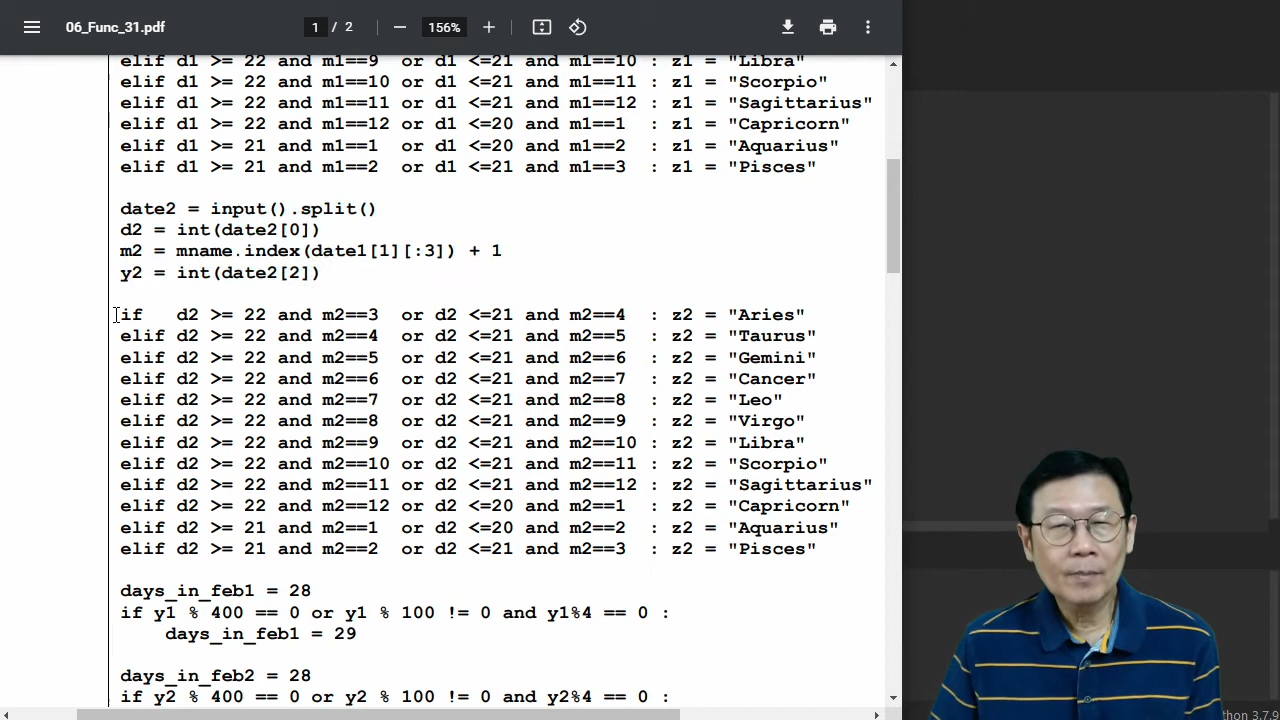 06_Func_31.pdf
1 / 2
156%
elif d1 >= 22 and m1==9 or d1 <=21 and m1==10 : z1 = "Libra"
elif d1 >= 22 and m1==10 or d1 <=21 and m1==11 : z1 = "Scorpio"
elif d1 >= 22 and m1==11 or d1 <=21 and m1==12 : z1 = "Sagittarius"
elif d1 >= 22 and m1==12 or d1 <=20 and m1==1 : z1 = "Capricorn"
elif d1 >= 21 and m1==1 or d1 <=20 and m1==2 : z1 = "Aquarius"
elif d1 >= 21 and m1==2 or d1 <=21 and m1==3 : z1 = "Pisces"
date2 = input().split()
d2 = int(date2[0])
m2 = mname.index(date1[1][:3]) + 1
y2 = int(date2[2])
if d2 >= 22 and m2==3 or d2 <=21 and m2==4 : z2 = "Aries"
elif d2 >= 22 and m2==4 or d2 <=21 and m2==5 : z2 = "Taurus"
elif d2 >= 22 and m2==5 or d2 <=21 and m2==6 : z2 = "Gemini"
elif d2 >= 22 and m2==6 or d2 <=21 and m2==7 : z2 = "Cancer"
elif d2 >= 22 and m2==7 or d2 <=21 and m2==8 : z2 = "Leo"
elif d2 >= 22 and m2==8 or d2 <=21 and m2==9 : z2 = "Virgo"
elif d2 >= 22 and m2==9 or d2 <=21 and m2==10 : z2 = "Libra"
elif d2 >= 22 and m2==10 or d2 <=21 and m2==11 : z2 = "Scorpio"
elif d2 >= 22 and m2==11 or d2 <=21 and m2==12 : z2 = "Sagittarius"
elif d2 >= 22 and m2==12 or d2 <=20 and m2==1 : z2 = "Capricorn"
elif d2 >= 21 and m2==1 or d2 <=20 and m2==2 : z2 = "Aquarius"
elif d2 >= 21 and m2==2 or d2 <=21 and m2==3 : z2 = "Pisces"
days_in_feb1 = 28
if y1 % 400 == 0 or y1 % 100 != 0 and y1%4 == 0 :
days_in_feb1 = 29
days_in_feb2 = 28
if y2 % 400 == 0 or y2 % 100 != 0 and y2%4 == 0 :
thon 3.7.9